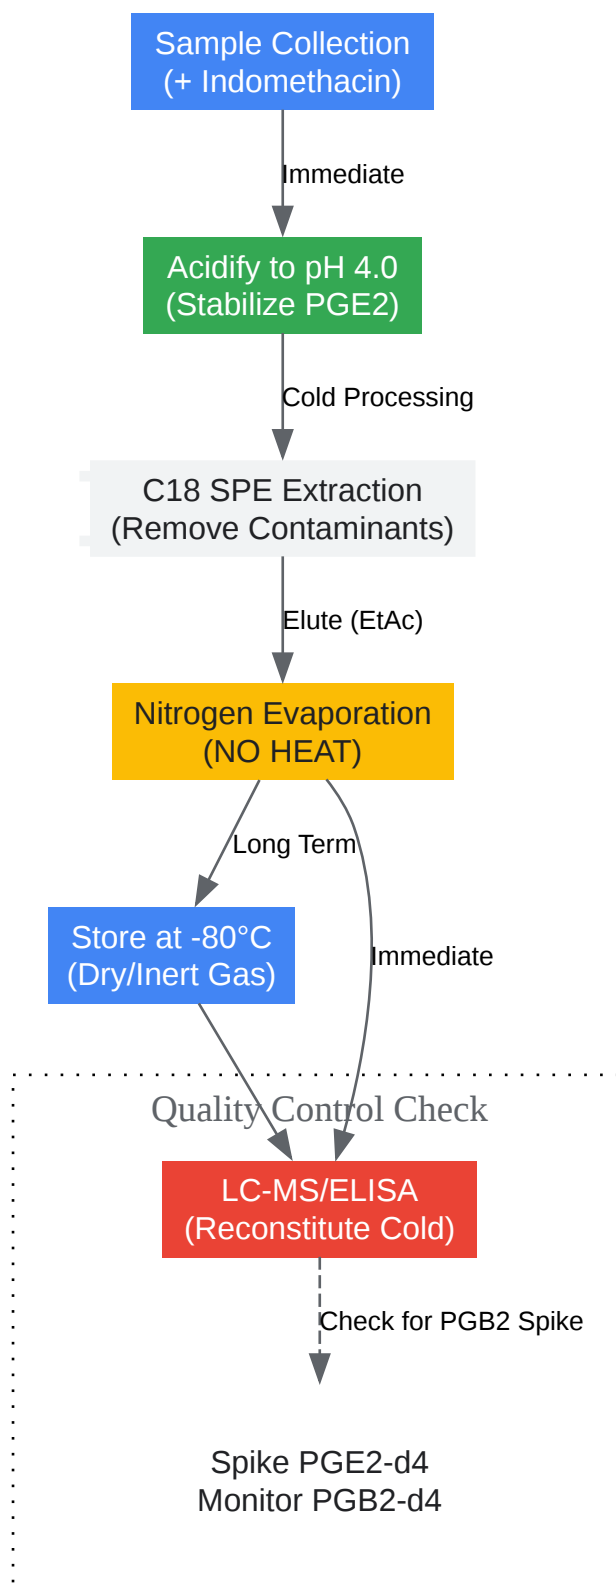 Sample Collection
(+ Indomethacin)
Immediate
Acidify to pH 4.0
(Stabilize PGE2)
Cold Processing
C18 SPE Extraction
(Remove Contaminants)
Elute (EtAc)
Nitrogen Evaporation
(NO HEAT)
Long Term
Store at -80°C
(Dry/Inert Gas)
Immediate
Quality Control Check
LC-MS/ELISA
(Reconstitute Cold)
Check for PGB2 Spike
Spike PGE2-d4
Monitor PGB2-d4